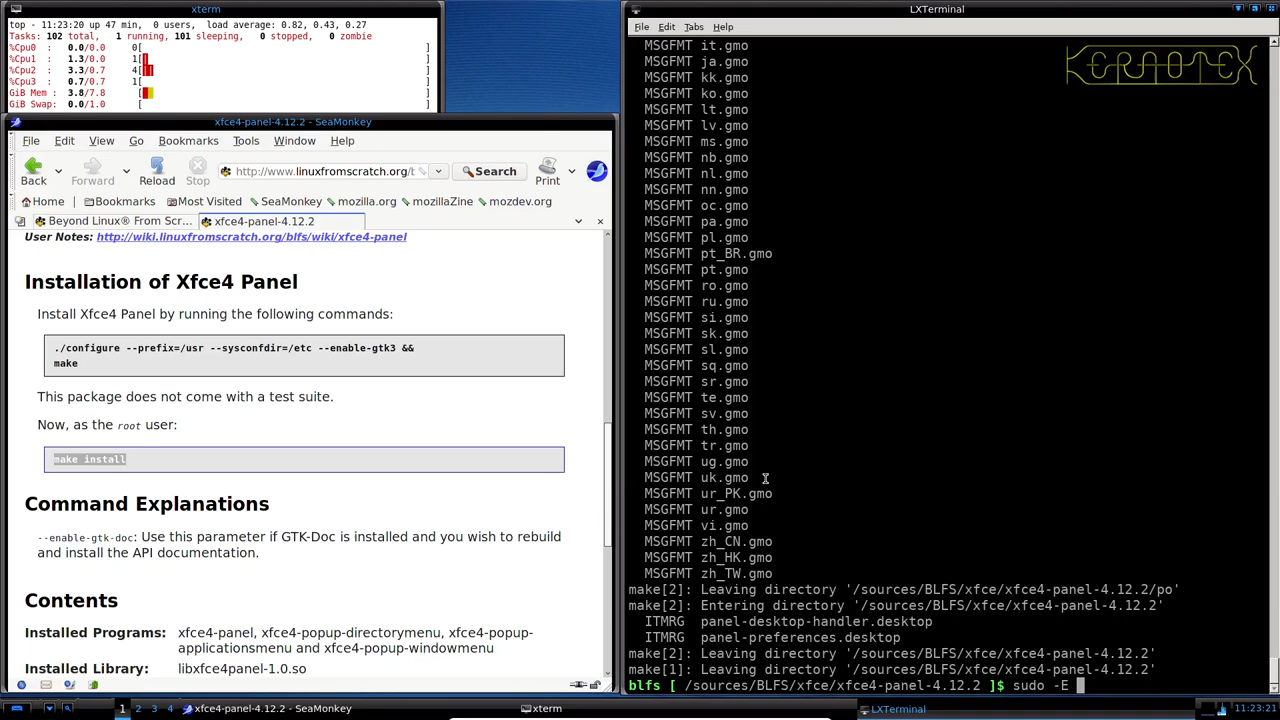 xterm
top - 11:23:20 up 47 min, 0 users, load average: 0.82, 0.43, 0.27
Tasks: 102 total, 1 running, 101 sleeping, 0 stopped, 0 zombie
%Cpu0 : 0.0/0.0 0[ ]
%Cpu1 : 1.3/0.0 1[ ]
%Cpu2 : 3.3/0.7 4[ ]
%Cpu3 : 0.7/0.7 1[ ]
GiB Mem : 3.8/7.8 [ ]
GiB Swap: 0.0/1.0 [ ]
xfce4-panel-4.12.2 - SeaMonkey
File Edit View Go Bookmarks Tools Window Help
Back Forward Reload Stop http://www.linuxfromscratch.org/b Search Print
Home Bookmarks Most Visited SeaMonkey mozilla.org mozillaZine mozdev.org
Beyond Linux® From Scr... xfce4-panel-4.12.2
User Notes: http://wiki.linuxfromscratch.org/blfs/wiki/xfce4-panel
Installation of Xfce4 Panel
Install Xfce4 Panel by running the following commands:
./configure --prefix=/usr --sysconfdir=/etc --enable-gtk3 &&
make
This package does not come with a test suite.
Now, as the root user:
make install
Command Explanations
--enable-gtk-doc: Use this parameter if GTK-Doc is installed and you wish to rebuild
and install the API documentation.
Contents
Installed Programs: xfce4-panel, xfce4-popup-directorymenu, xfce4-popup-
applicationsmenu and xfce4-popup-windowmenu
Installed Library: libxfce4panel-1.0.so
LXTerminal
File Edit Tabs Help
KEAOTEX
MSGFMT it.gmo
MSGFMT ja.gmo
MSGFMT kk.gmo
MSGFMT ko.gmo
MSGFMT lt.gmo
MSGFMT lv.gmo
MSGFMT ms.gmo
MSGFMT nb.gmo
MSGFMT nl.gmo
MSGFMT nn.gmo
MSGFMT oc.gmo
MSGFMT pa.gmo
MSGFMT pl.gmo
MSGFMT pt_BR.gmo
MSGFMT pt.gmo
MSGFMT ro.gmo
MSGFMT ru.gmo
MSGFMT si.gmo
MSGFMT sk.gmo
MSGFMT sl.gmo
MSGFMT sq.gmo
MSGFMT sr.gmo
MSGFMT te.gmo
MSGFMT sv.gmo
MSGFMT th.gmo
MSGFMT tr.gmo
MSGFMT ug.gmo
MSGFMT uk.gmo
MSGFMT ur_PK.gmo
MSGFMT ur.gmo
MSGFMT vi.gmo
MSGFMT zh_CN.gmo
MSGFMT zh_HK.gmo
MSGFMT zh_TW.gmo
make[2]: Leaving directory '/sources/BLFS/xfce/xfce4-panel-4.12.2/po'
make[2]: Entering directory '/sources/BLFS/xfce/xfce4-panel-4.12.2'
ITMRG panel-desktop-handler.desktop
ITMRG panel-preferences.desktop
make[2]: Leaving directory '/sources/BLFS/xfce/xfce4-panel-4.12.2'
make[1]: Leaving directory '/sources/BLFS/xfce/xfce4-panel-4.12.2'
blfs [ /sources/BLFS/xfce/xfce4-panel-4.12.2 ]$ sudo -E
1 2 3 4 xfce4-panel-4.12.2 - SeaMonkey xterm LXTerminal 11:23:21